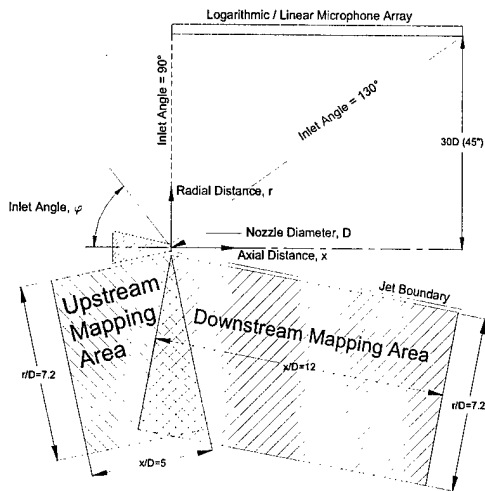 Logarithmic / Linear Microphone Array
Inlet Angle = 90°
Inlet Angle = 130°
30D (45")
Radial Distance, r
Inlet Angle, φ
Nozzle Diameter, D
Axial Distance, x
Jet Boundary
Upstream
Mapping
Area
Downstream Mapping Area
x/D=12
r/D=7.2
r/D=7.2
x/D=5